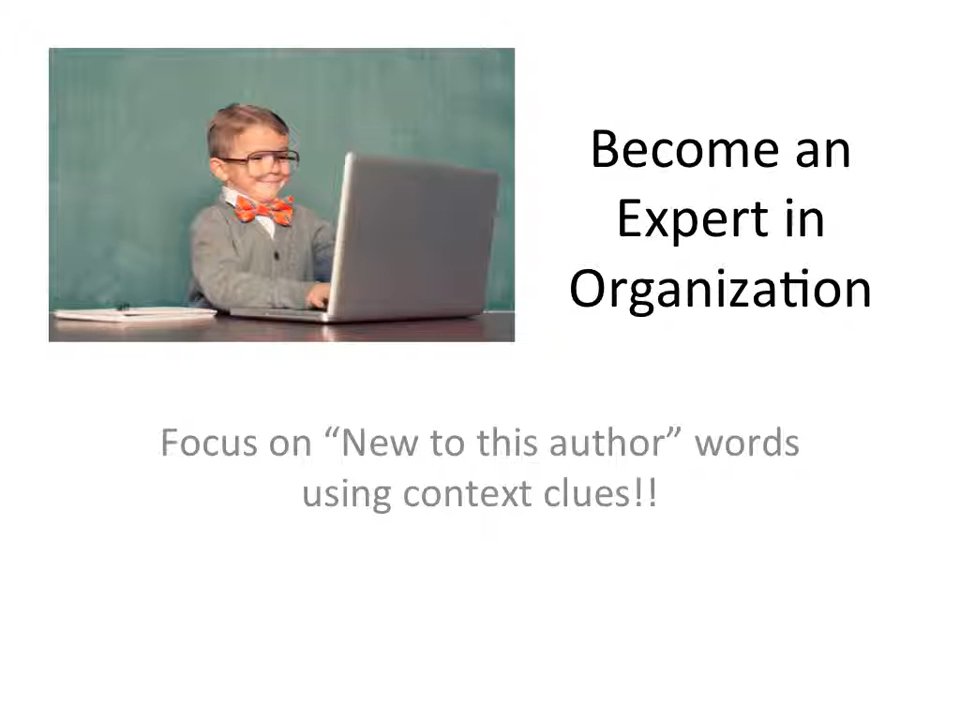 Become an
Expert in
Organization
Focus on “New to this author” words
using context clues!!